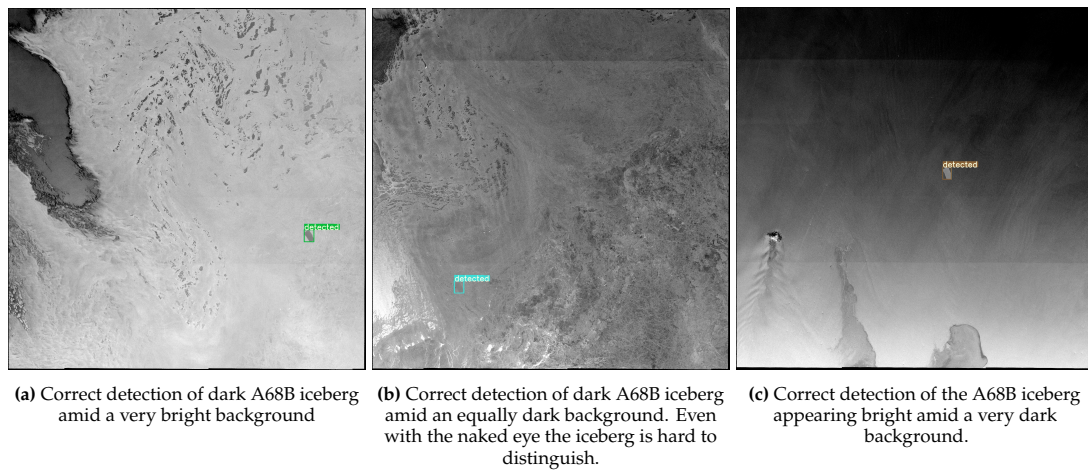 detected
detected
detected
(a) Correct detection of dark A68B iceberg
amid a very bright background
(b) Correct detection of dark A68B iceberg
amid an equally dark background. Even
with the naked eye the iceberg is hard to
distinguish.
(c) Correct detection of the A68B iceberg
appearing bright amid a very dark
background.